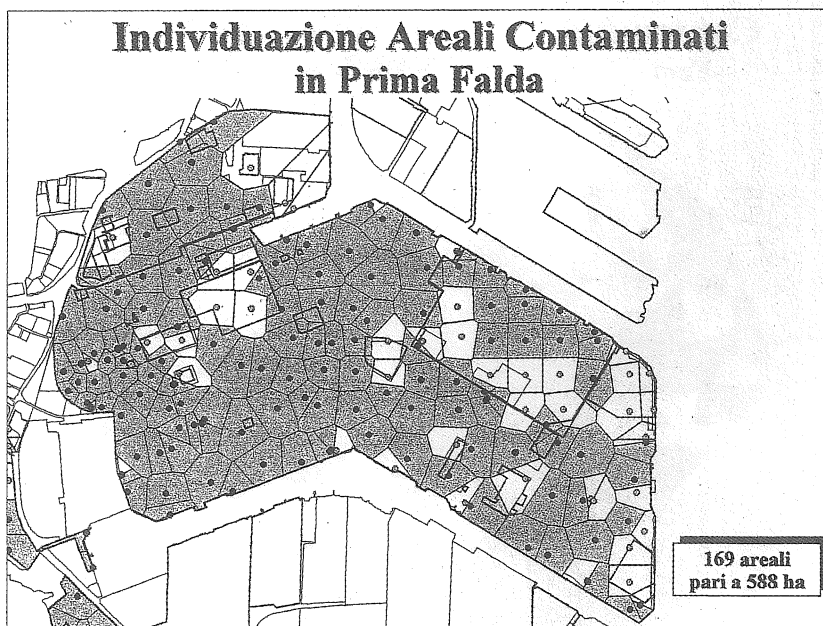 Individuazione Areali Contaminati
in Prima Falda
169 areali
pari a 588 ha